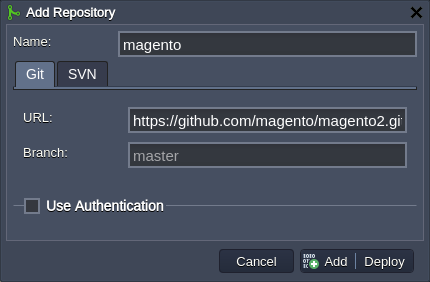 Add Repository
Name: magento
Git SVN
URL: https://github.com/magento/magento2.gi
Branch: master
Use Authentication
Cancel Add Deploy